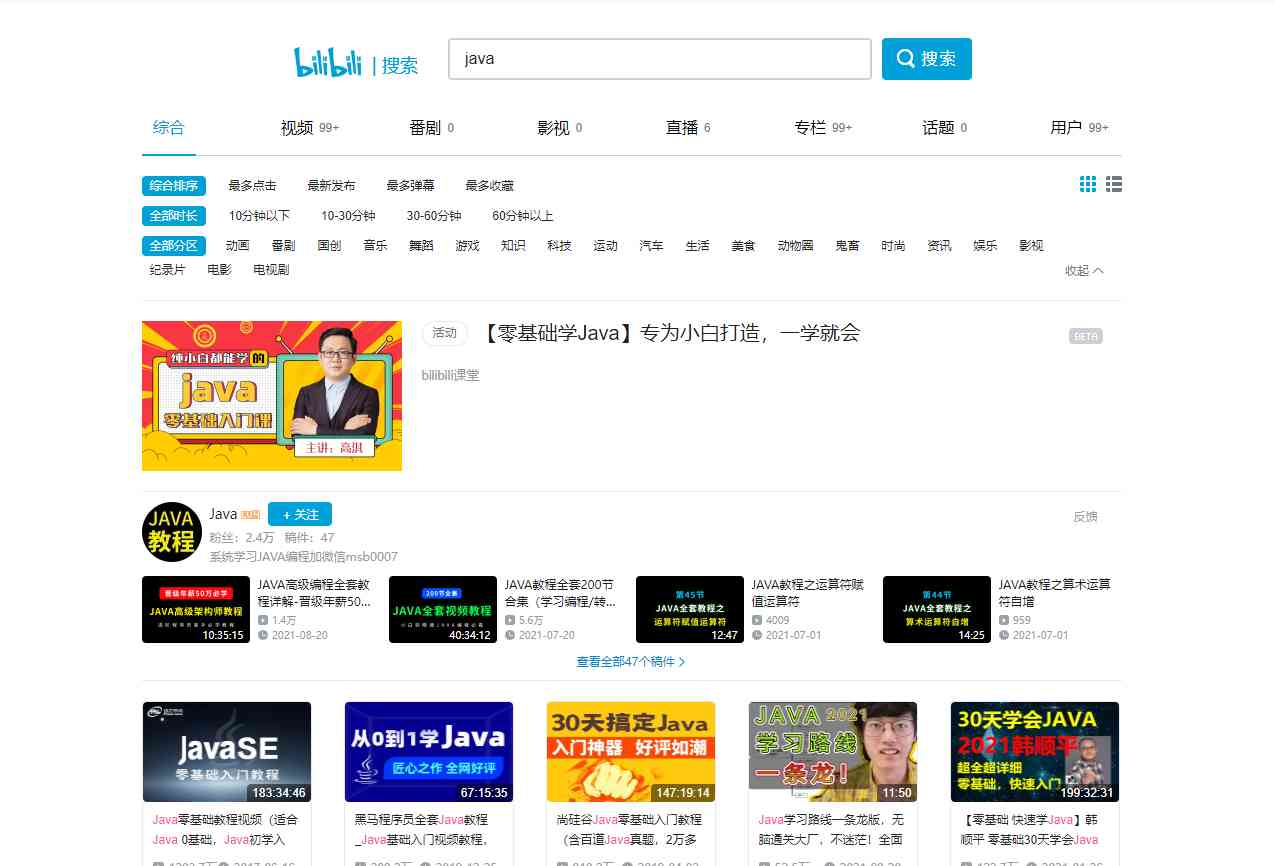 bilibili | 搜索
java
搜索
综合 视频 99+ 番剧 0 影视 0 直播 6 专栏 99+ 话题 0 用户 99+
综合排序 最多点击 最新发布 最多弹幕 最多收藏
全部时长 10分钟以下 10-30分钟 30-60分钟 60分钟以上
全部分区 动画 番剧 国创 音乐 舞蹈 游戏 知识 科技 运动 汽车 生活 美食 动物圈 鬼畜 时尚 资讯 娱乐 影视
纪录片 电影 电视剧 收起
纯小白都能学的
java
零基础入门课
主讲：高淇
活动 【零基础学Java】专为小白打造，一学就会 BETA
bilibili课堂
JAVA
教程
Java + 关注 反馈
粉丝：2.4万 稿件：47
系统学习JAVA编程加微信msb0007
晋级年薪50万必学
JAVA高级架构师教程
10:35:15
JAVA高级编程全套教
程详解-晋级年薪50...
1.4万
2021-08-20
200节全集
JAVA全套视频教程
40:34:12
JAVA教程全套200节
合集（学习编程/转...
5.6万
2021-07-20
第45节
JAVA全套教程之
运算符赋值运算符
12:47
JAVA教程之运算符赋
值运算符
4009
2021-07-01
第44节
JAVA全套教程之
算术运算符自增
14:25
JAVA教程之算术运算
符自增
959
2021-07-01
查看全部47个稿件
JavaSE
零基础入门教程
183:34:46
Java零基础教程视频（适合
Java 0基础，Java初学入
从0到1学Java
匠心之作 全网好评
67:15:35
黑马程序员全套Java教程
_Java基础入门视频教程，
30天搞定Java
入门神器 好评如潮
147:19:14
尚硅谷Java零基础入门教程
（含百道Java真题，2万多
JAVA 2021
学习路线
一条龙！
11:50
Java学习路线一条龙版，无
脑通关大厂，不迷茫！全面
30天学会JAVA
2021韩顺平
超全超详细
零基础，快速入门
199:32:31
【零基础 快速学Java】韩
顺平 零基础30天学会Java